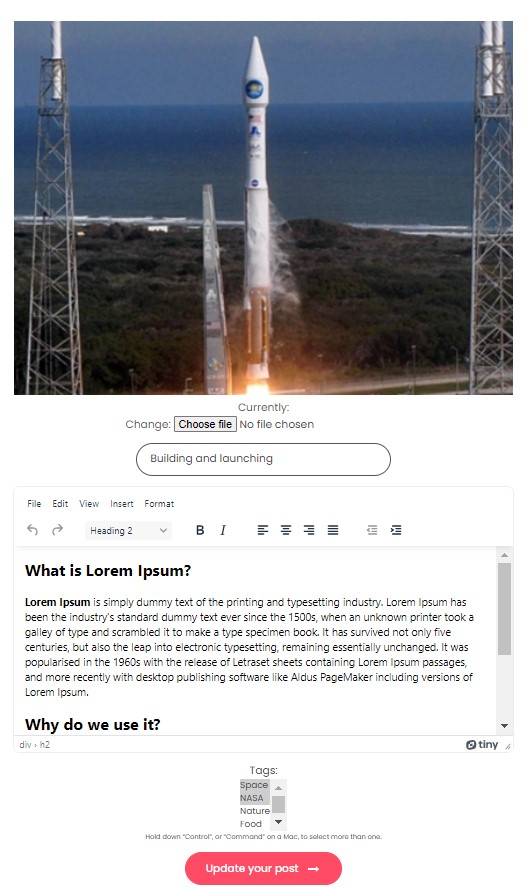 Currently:
Change: Choose file No file chosen
Building and launching
File Edit View Insert Format
Heading 2 B I
What is Lorem Ipsum?
Lorem Ipsum is simply dummy text of the printing and typesetting industry. Lorem Ipsum has
been the industry's standard dummy text ever since the 1500s, when an unknown printer took a
galley of type and scrambled it to make a type specimen book. It has survived not only five
centuries, but also the leap into electronic typesetting, remaining essentially unchanged. It was
popularised in the 1960s with the release of Letraset sheets containing Lorem Ipsum passages,
and more recently with desktop publishing software like Aldus PageMaker including versions of
Lorem Ipsum.
Why do we use it?
div › h2 tiny
Tags:
Space
NASA
Nature
Food
Hold down “Control”, or “Command” on a Mac, to select more than one.
Update your post →